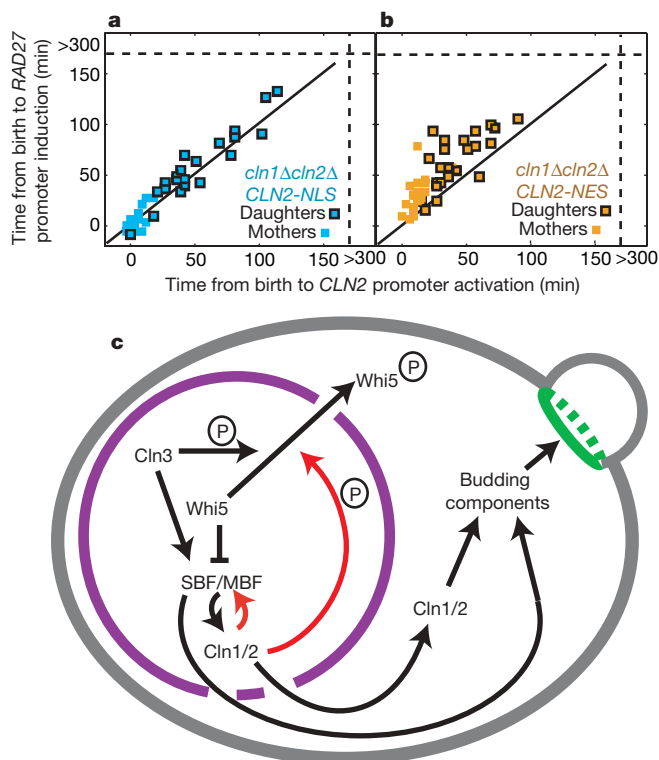 a
b
Time from birth to RAD27
promoter induction (min)
>300
150
100
50
0
cln1Δcln2Δ
CLN2-NLS
Daughters
Mothers
cln1Δcln2Δ
CLN2-NES
Daughters
Mothers
0
50
100
150
>300
0
50
100
150
>300
Time from birth to CLN2 promoter activation (min)
c
Whi5
P
P
Cln3
Whi5
P
Budding
components
SBF/MBF
Cln1/2
Cln1/2